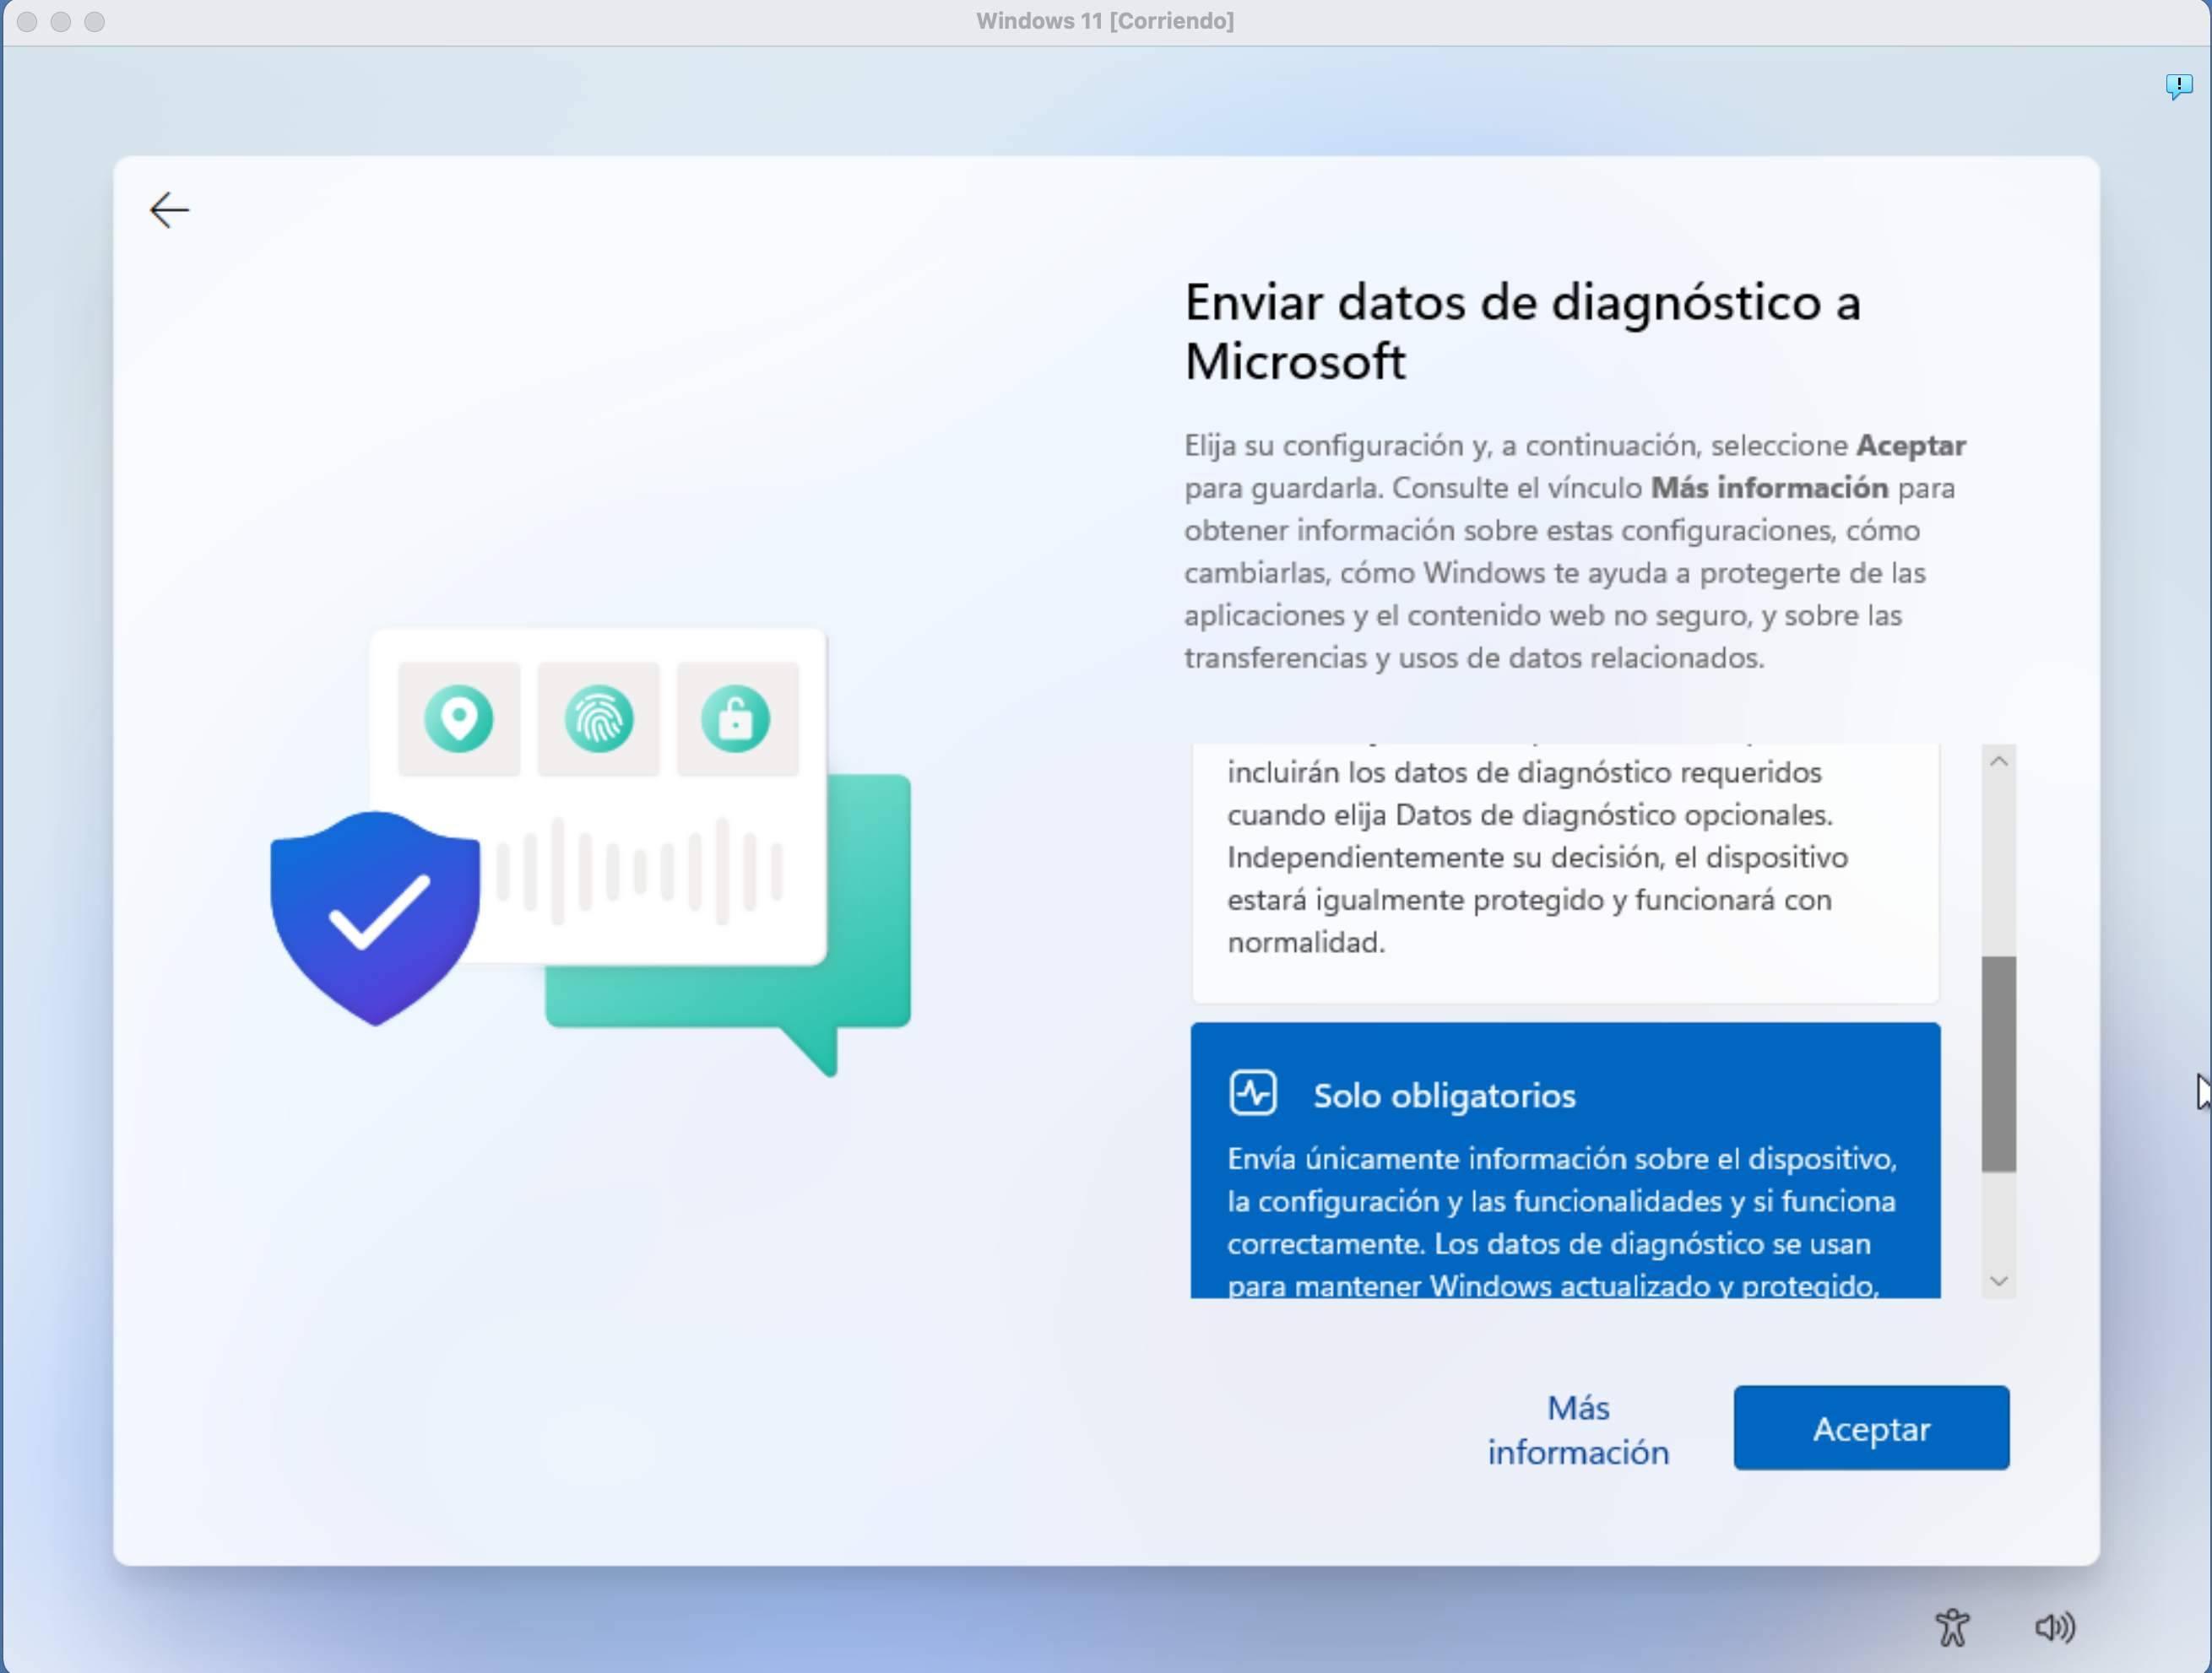 Windows 11 [Corriendo]
Enviar datos de diagnóstico a
Microsoft
Elija su configuración y, a continuación, seleccione Aceptar
para guardarla. Consulte el vínculo Más información para
obtener información sobre estas configuraciones, cómo
cambiarlas, cómo Windows te ayuda a protegerte de las
aplicaciones y el contenido web no seguro, y sobre las
transferencias y usos de datos relacionados.
incluirán los datos de diagnóstico requeridos
cuando elija Datos de diagnóstico opcionales.
Independientemente su decisión, el dispositivo
estará igualmente protegido y funcionará con
normalidad.
Solo obligatorios
Envía únicamente información sobre el dispositivo,
la configuración y las funcionalidades y si funciona
correctamente. Los datos de diagnóstico se usan
para mantener Windows actualizado y protegido,
Más
información
Aceptar